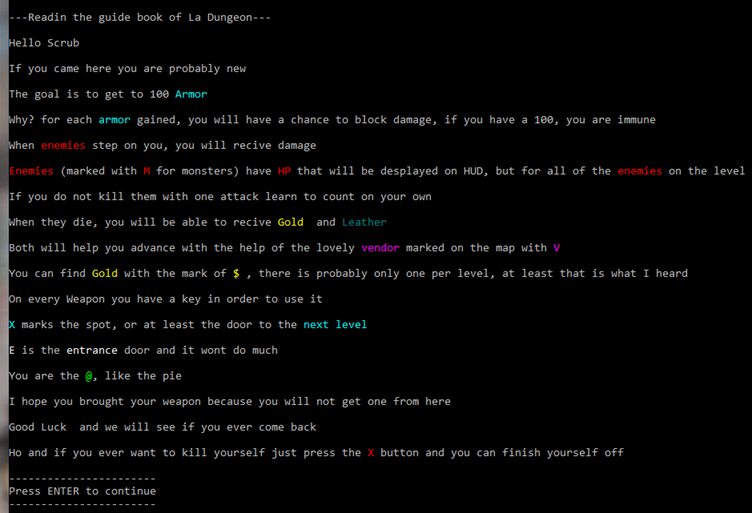 ---Readin the guide book of La Dungeon---
Hello Scrub
If you came here you are probably new
The goal is to get to 100 Armor
Why? for each armor gained, you will have a chance to block damage, if you have a 100, you are immune
When enemies step on you, you will recive damage
Enemies (marked with M for monsters) have HP that will be desplayed on HUD, but for all of the enemies on the level
If you do not kill them with one attack learn to count on your own
When they die, you will be able to recive Gold  and Leather
Both will help you advance with the help of the lovely vendor marked on the map with V
You can find Gold with the mark of $ , there is probably only one per level, at least that is what I heard
On every Weapon you have a key in order to use it
X marks the spot, or at least the door to the next level
E is the entrance door and it wont do much
You are the @, like the pie
I hope you brought your weapon because you will not get one from here
Good Luck  and we will see if you ever come back
Ho and if you ever want to kill yourself just press the X button and you can finish yourself off
-----------------------
Press ENTER to continue
-----------------------